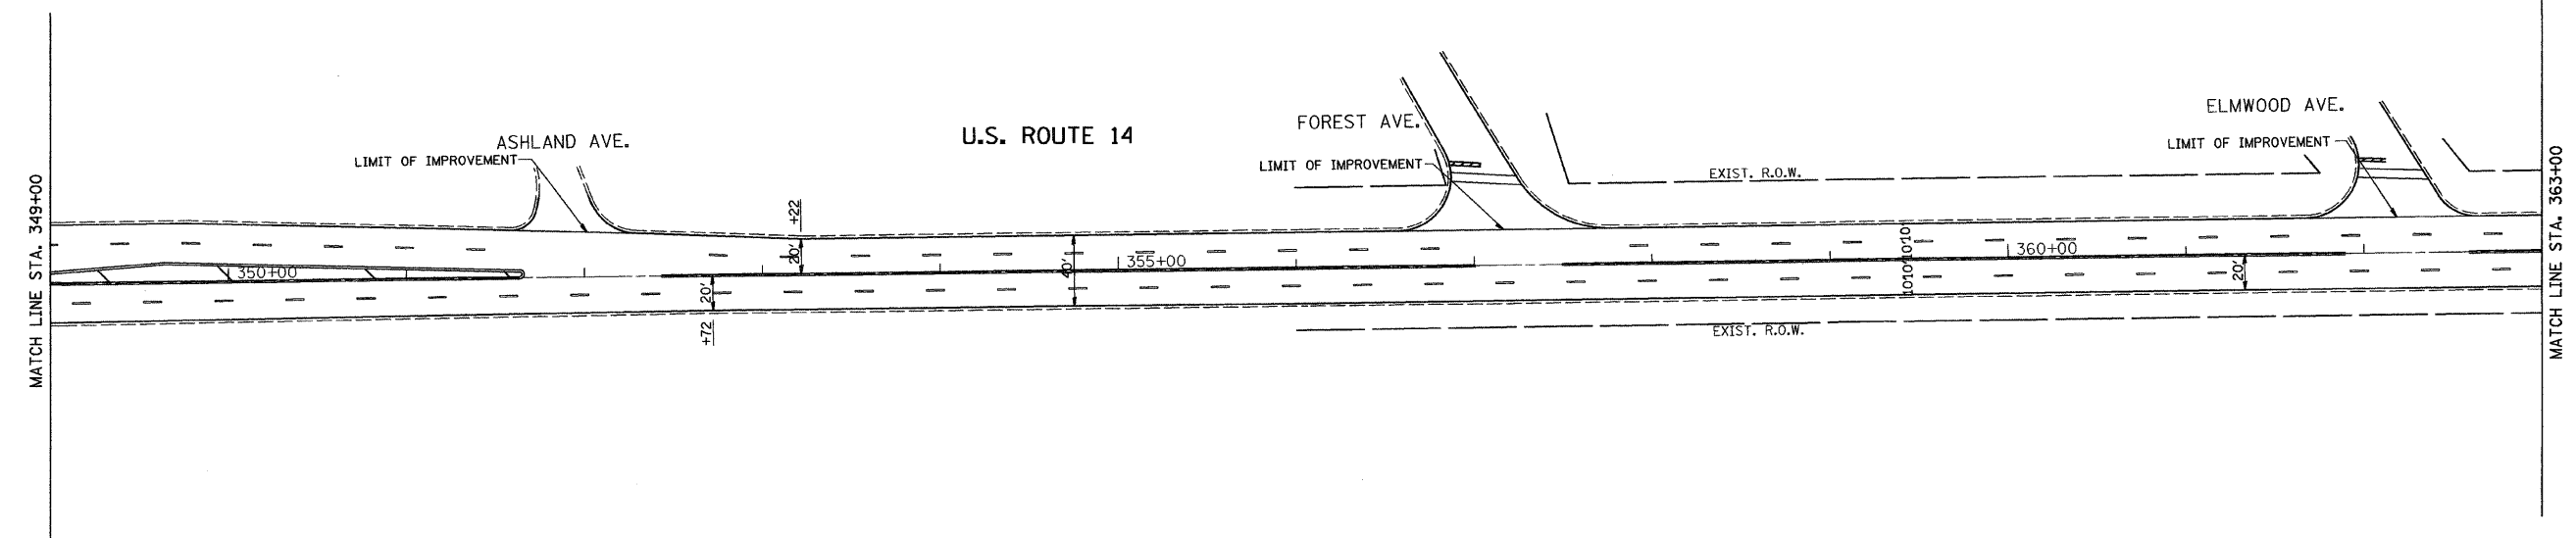 MATCH LINE STA. 349+00
ASHLAND AVE.
LIMIT OF IMPROVEMENT
U.S. ROUTE 14
FOREST AVE.
LIMIT OF IMPROVEMENT
EXIST. R.O.W.
ELMWOOD AVE.
LIMIT OF IMPROVEMENT
MATCH LINE STA. 363+00
+22
20'
350+00
355+00
360+00
40'
10'10'10'10'
20'
20'
+72
EXIST. R.O.W.